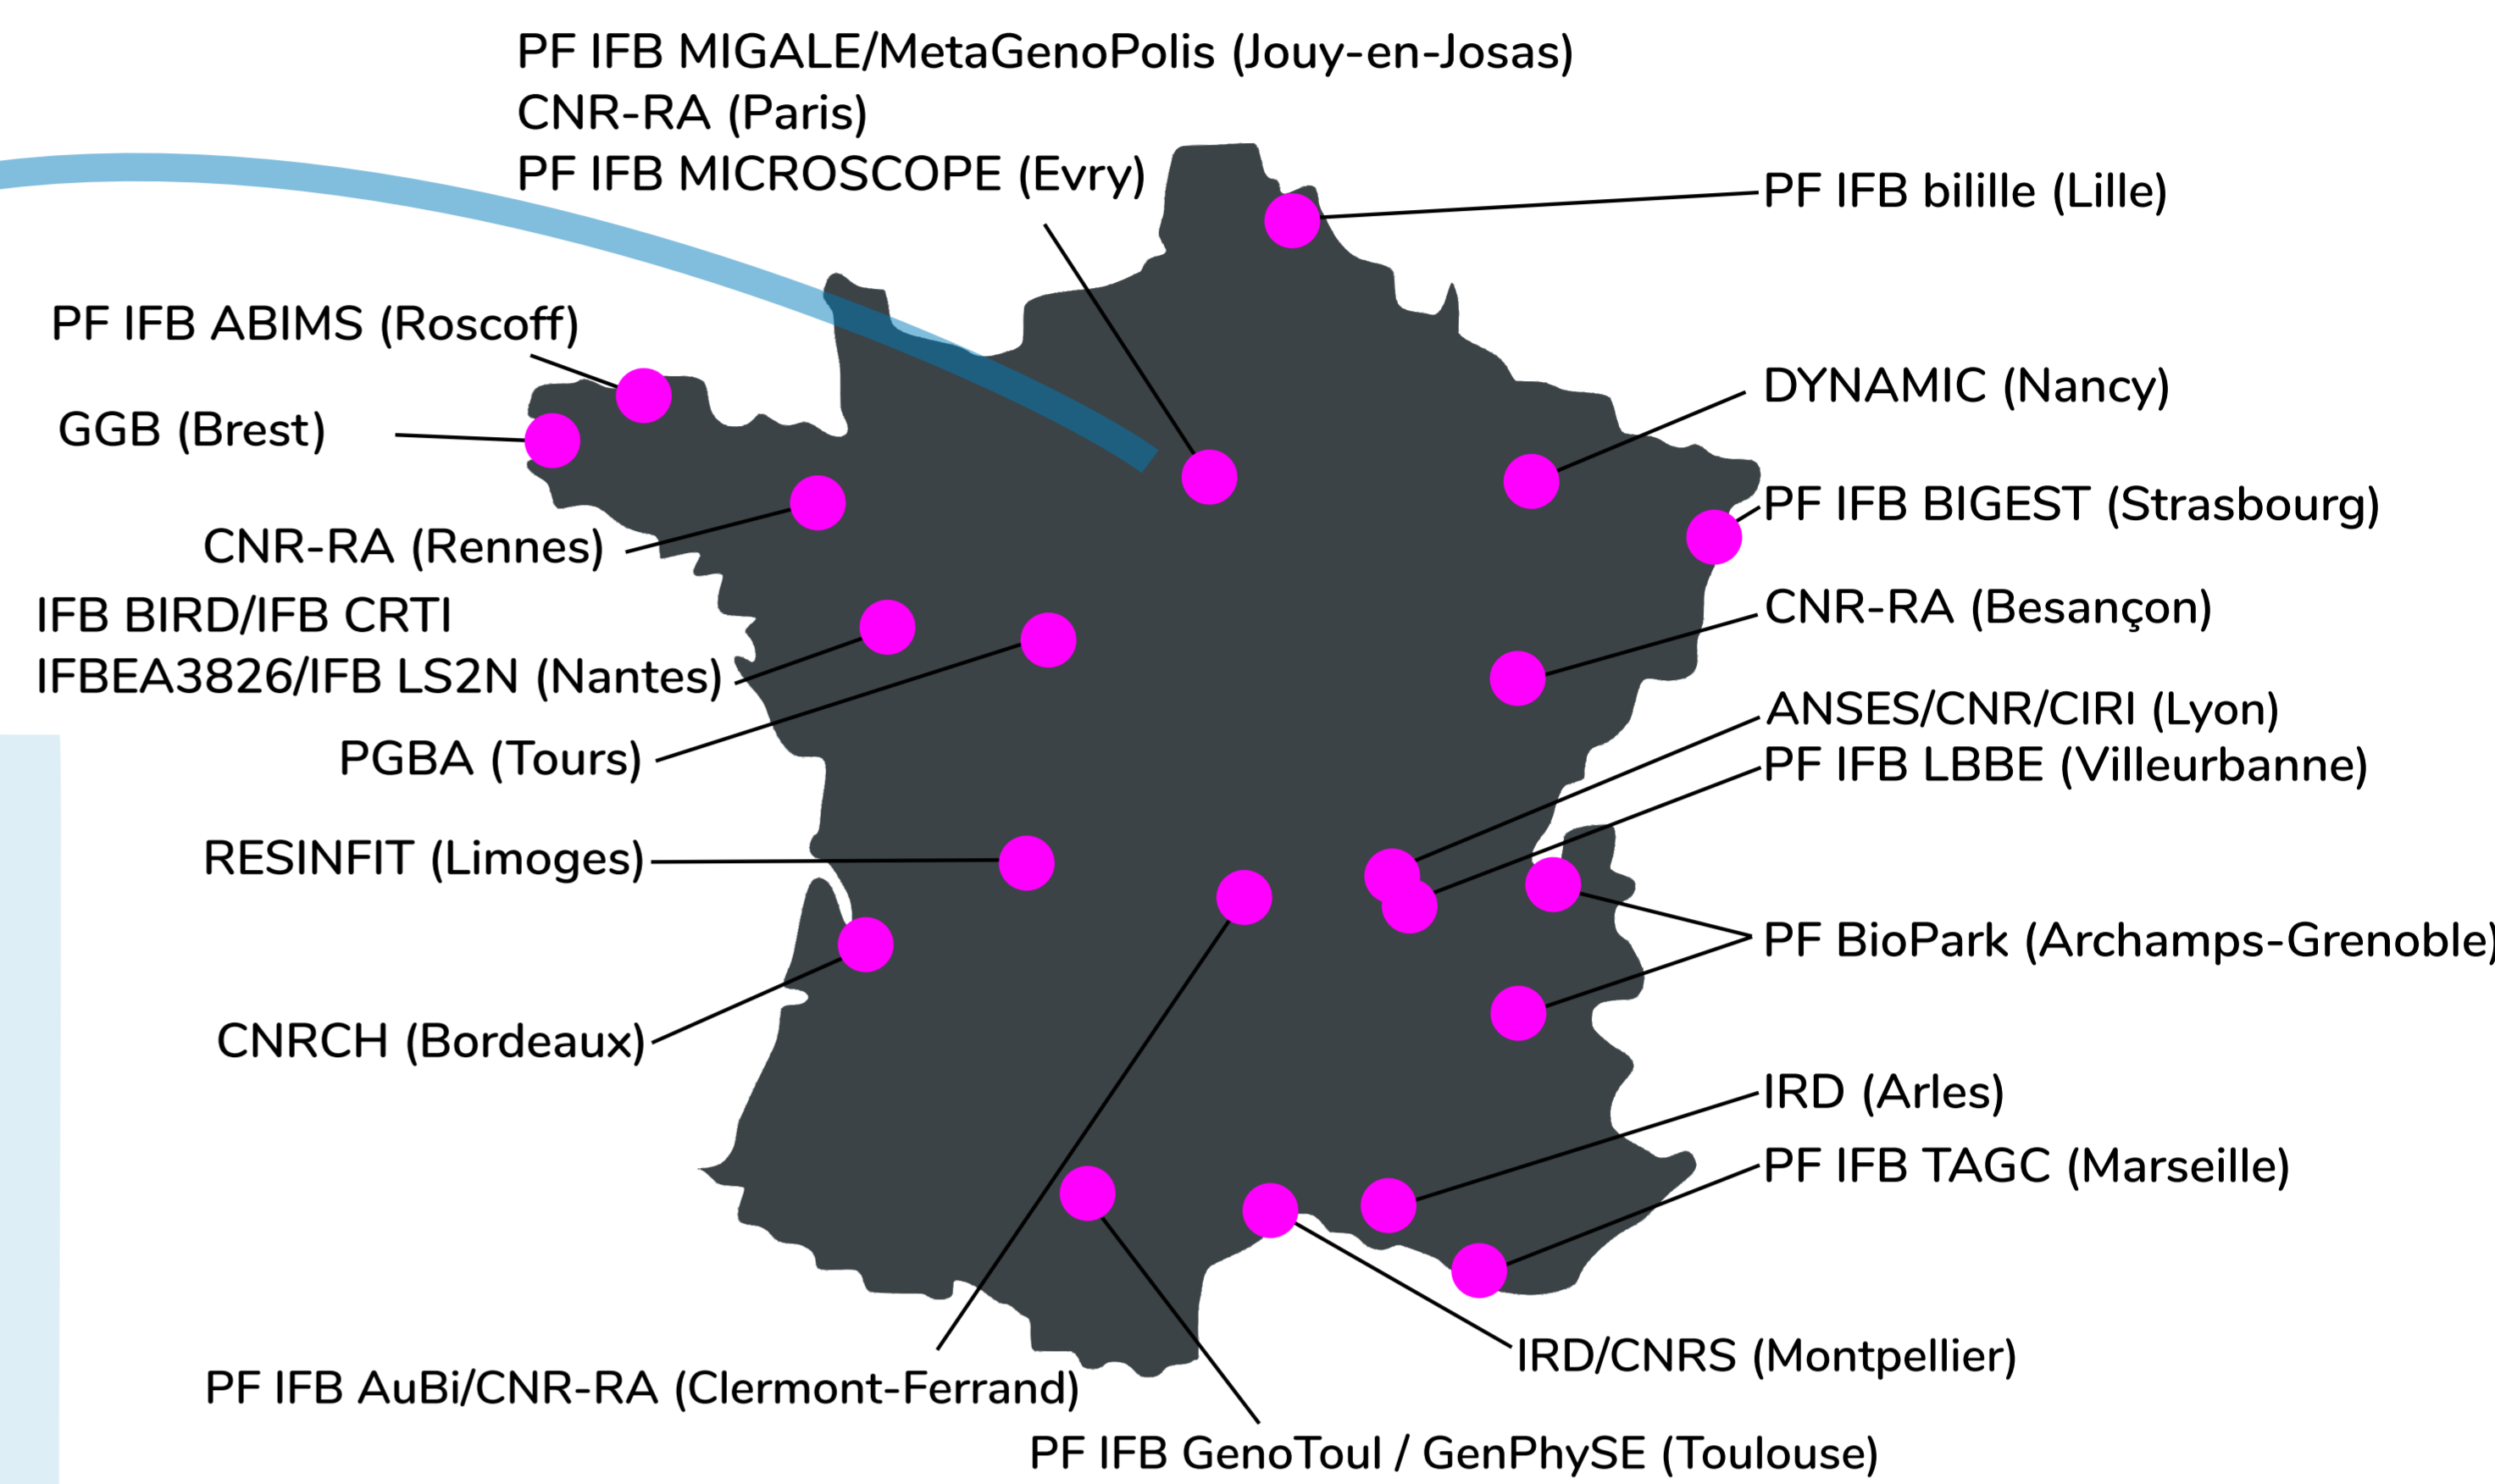 PF IFB MIGALE/MetaGenoPolis (Jouy-en-Josas)
CNR-RA (Paris)
PF IFB MICROSCOPE (Evry)
PF IFB bilille (Lille)
PF IFB ABIMS (Roscoff)
DYNAMIC (Nancy)
GGB (Brest)
PF IFB BIGEST (Strasbourg)
CNR-RA (Rennes)
CNR-RA (Besançon)
IFB BIRD/IFB CRTI
IFBEA3826/IFB LS2N (Nantes)
ANSES/CNR/CIRI (Lyon)
PF IFB LBBE (Villeurbanne)
PGBA (Tours)
RESINFIT (Limoges)
PF BioPark (Archamps-Grenoble)
CNRCH (Bordeaux)
IRD (Arles)
PF IFB TAGC (Marseille)
IRD/CNRS (Montpellier)
PF IFB AuBi/CNR-RA (Clermont-Ferrand)
PF IFB GenoToul / GenPhySE (Toulouse)